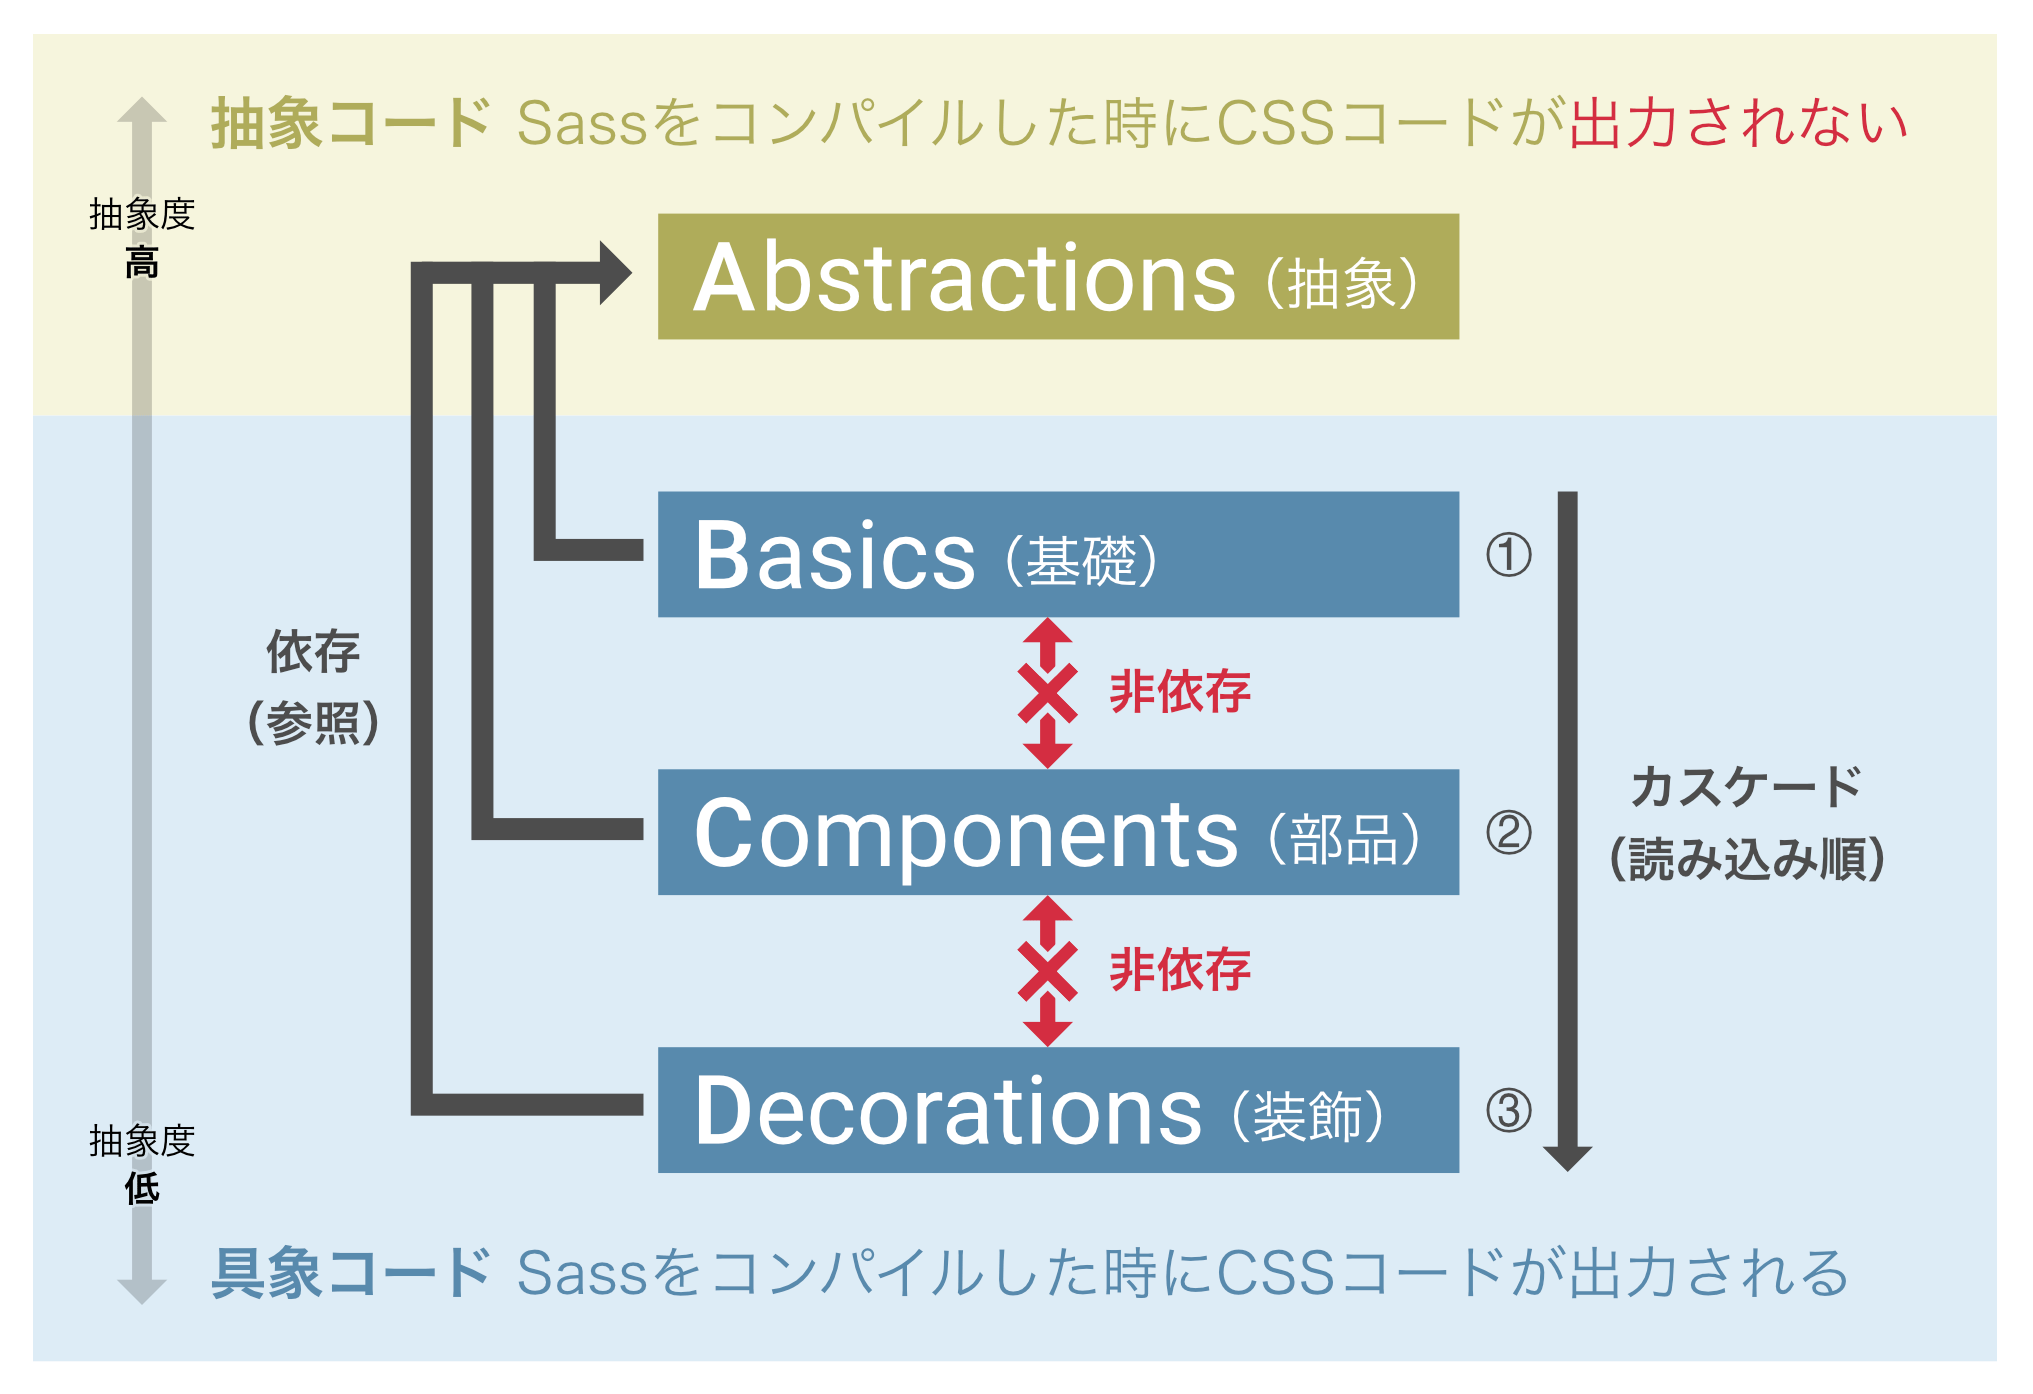 抽象コード Sassをコンパイルした時にCSSコードが出力されない
抽象度
高
Abstractions（抽象）
Basics（基礎）
①
依存
（参照）
非依存
Components（部品）
②
カスケード
（読み込み順）
非依存
Decorations（装飾）
③
抽象度
低
具象コード Sassをコンパイルした時にCSSコードが出力される